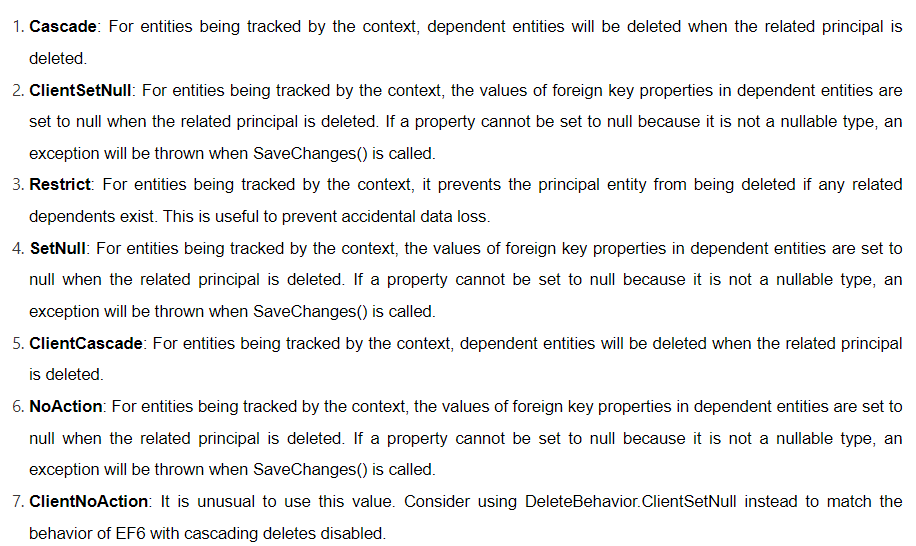 1. Cascade: For entities being tracked by the context, dependent entities will be deleted when the related principal is
deleted.
2. ClientSetNull: For entities being tracked by the context, the values of foreign key properties in dependent entities are
set to null when the related principal is deleted. If a property cannot be set to null because it is not a nullable type, an
exception will be thrown when SaveChanges() is called.
3. Restrict: For entities being tracked by the context, it prevents the principal entity from being deleted if any related
dependents exist. This is useful to prevent accidental data loss.
4. SetNull: For entities being tracked by the context, the values of foreign key properties in dependent entities are set to
null when the related principal is deleted. If a property cannot be set to null because it is not a nullable type, an
exception will be thrown when SaveChanges() is called.
5. ClientCascade: For entities being tracked by the context, dependent entities will be deleted when the related principal
is deleted.
6. NoAction: For entities being tracked by the context, the values of foreign key properties in dependent entities are set to
null when the related principal is deleted. If a property cannot be set to null because it is not a nullable type, an
exception will be thrown when SaveChanges() is called.
7. ClientNoAction: It is unusual to use this value. Consider using DeleteBehavior.ClientSetNull instead to match the
behavior of EF6 with cascading deletes disabled.